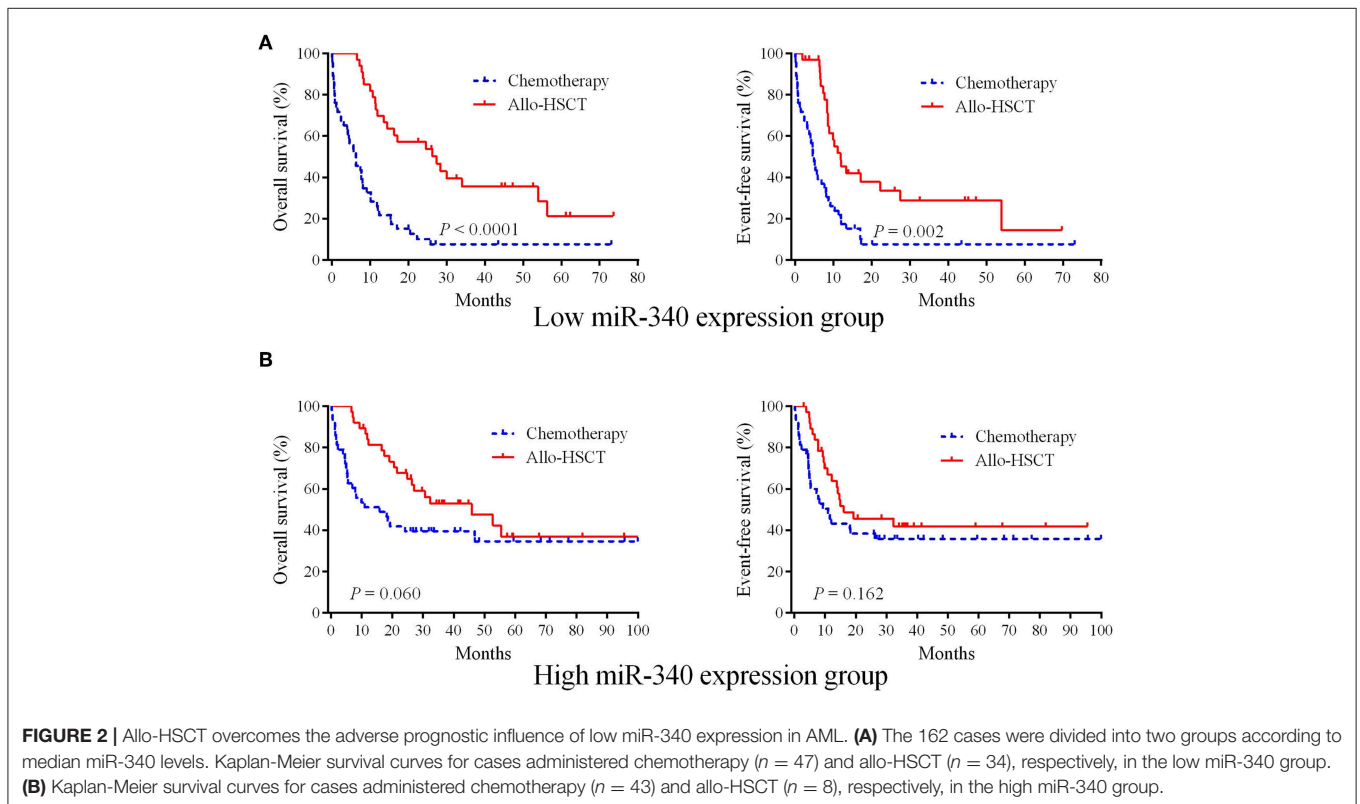 A
Overall survival (%)
100
80
60
40
20
0
0 10 20 30 40 50 60 70 80
Months
Chemotherapy
Allo-HSCT
P < 0.0001
Event-free survival (%)
100
80
60
40
20
0
0 10 20 30 40 50 60 70 80
Months
Chemotherapy
Allo-HSCT
P = 0.002
Low miR-340 expression group
B
Overall survival (%)
100
80
60
40
20
0
0 10 20 30 40 50 60 70 80 90 100
Months
Chemotherapy
Allo-HSCT
P = 0.060
Event-free survival (%)
100
80
60
40
20
0
0 10 20 30 40 50 60 70 80 90 100
Months
Chemotherapy
Allo-HSCT
P = 0.162
High miR-340 expression group
FIGURE 2 | Allo-HSCT overcomes the adverse prognostic influence of low miR-340 expression in AML. (A) The 162 cases were divided into two groups according to
median miR-340 levels. Kaplan-Meier survival curves for cases administered chemotherapy (n = 47) and allo-HSCT (n = 34), respectively, in the low miR-340 group.
(B) Kaplan-Meier survival curves for cases administered chemotherapy (n = 43) and allo-HSCT (n = 8), respectively, in the high miR-340 group.